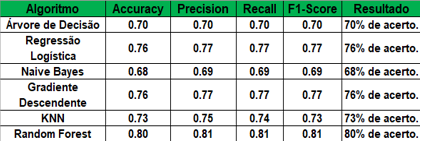 Algoritmo Accuracy Precision Recall F1-Score Resultado
Árvore de Decisão 0.70 0.70 0.70 0.70 70% de acerto.
Regressão Logística 0.76 0.77 0.77 0.77 76% de acerto.
Naive Bayes 0.68 0.69 0.69 0.69 68% de acerto.
Gradiente Descendente 0.76 0.77 0.77 0.77 76% de acerto.
KNN 0.73 0.75 0.74 0.73 73% de acerto.
Random Forest 0.80 0.81 0.81 0.81 80% de acerto.